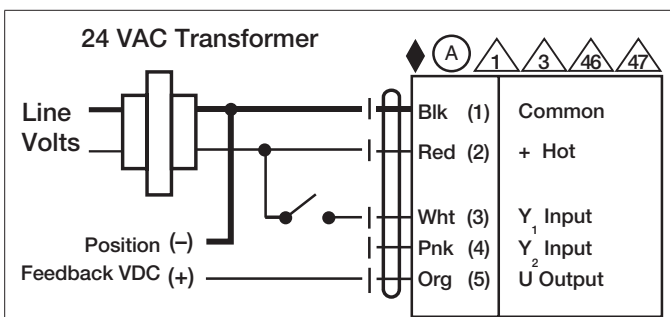 24 VAC Transformer
A 1 3 46 47
Line Volts
Blk (1) Common
Red (2) + Hot
Wht (3) Y1 Input
Pnk (4) Y2 Input
Org (5) U Output
Position (–)
Feedback VDC (+)